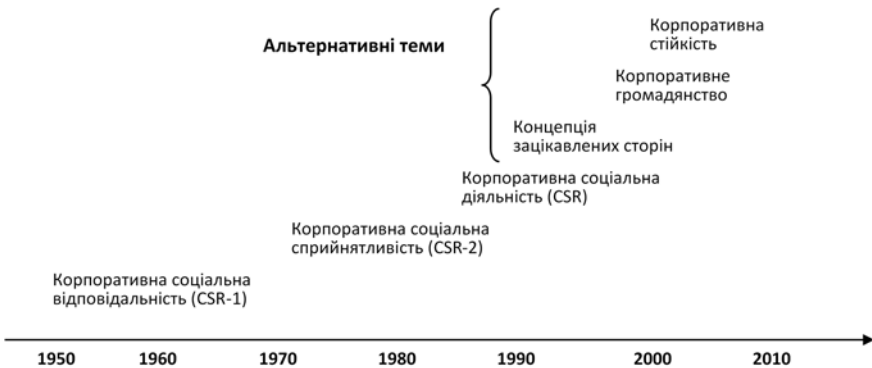 Корпоративна
стійкість
Альтернативні теми
Корпоративне
громадянство
Концепція
зацікавлених сторін
Корпоративна соціальна
діяльність (CSR)
Корпоративна соціальна
сприйнятливість (CSR-2)
Корпоративна соціальна
відповідальність (CSR-1)
1950 1960 1970 1980 1990 2000 2010